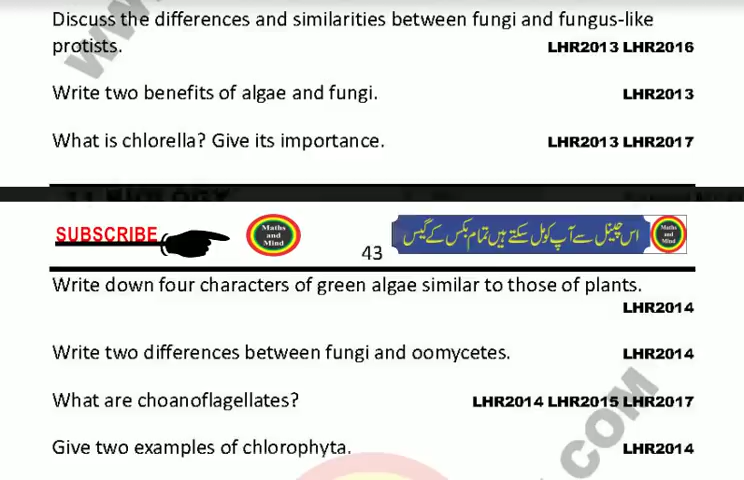 Discuss the differences and similarities between fungi and fungus-like
protists. LHR2013 LHR2016
Write two benefits of algae and fungi. LHR2013
What is chlorella? Give its importance. LHR2013 LHR2017
SUBSCRIBE
Maths
and
Mind
43
اس چینل سے آپ کو مل سکتے ہیں تمام بکس کے گیس
Maths
and
Mind
Write down four characters of green algae similar to those of plants.
LHR2014
Write two differences between fungi and oomycetes. LHR2014
What are choanoflagellates? LHR2014 LHR2015 LHR2017
Give two examples of chlorophyta. LHR2014
www.
.COM